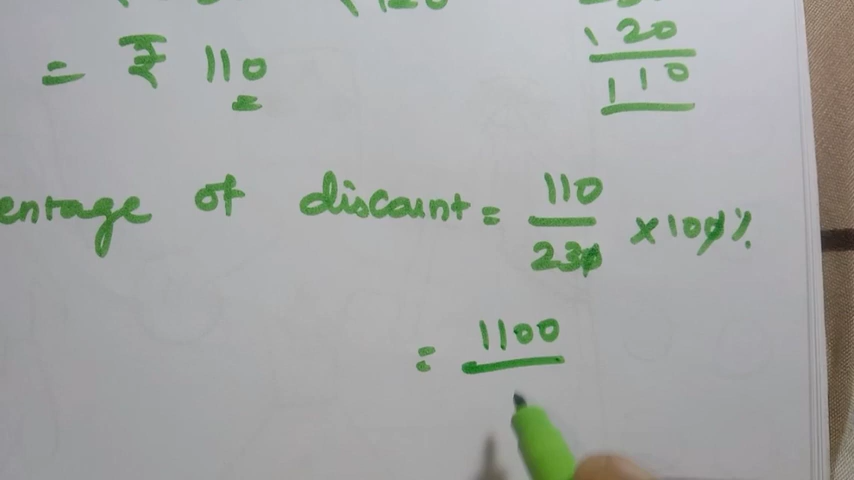 = ₹ 110
120
110
entage of discount = 110/230 × 100%
= 1100